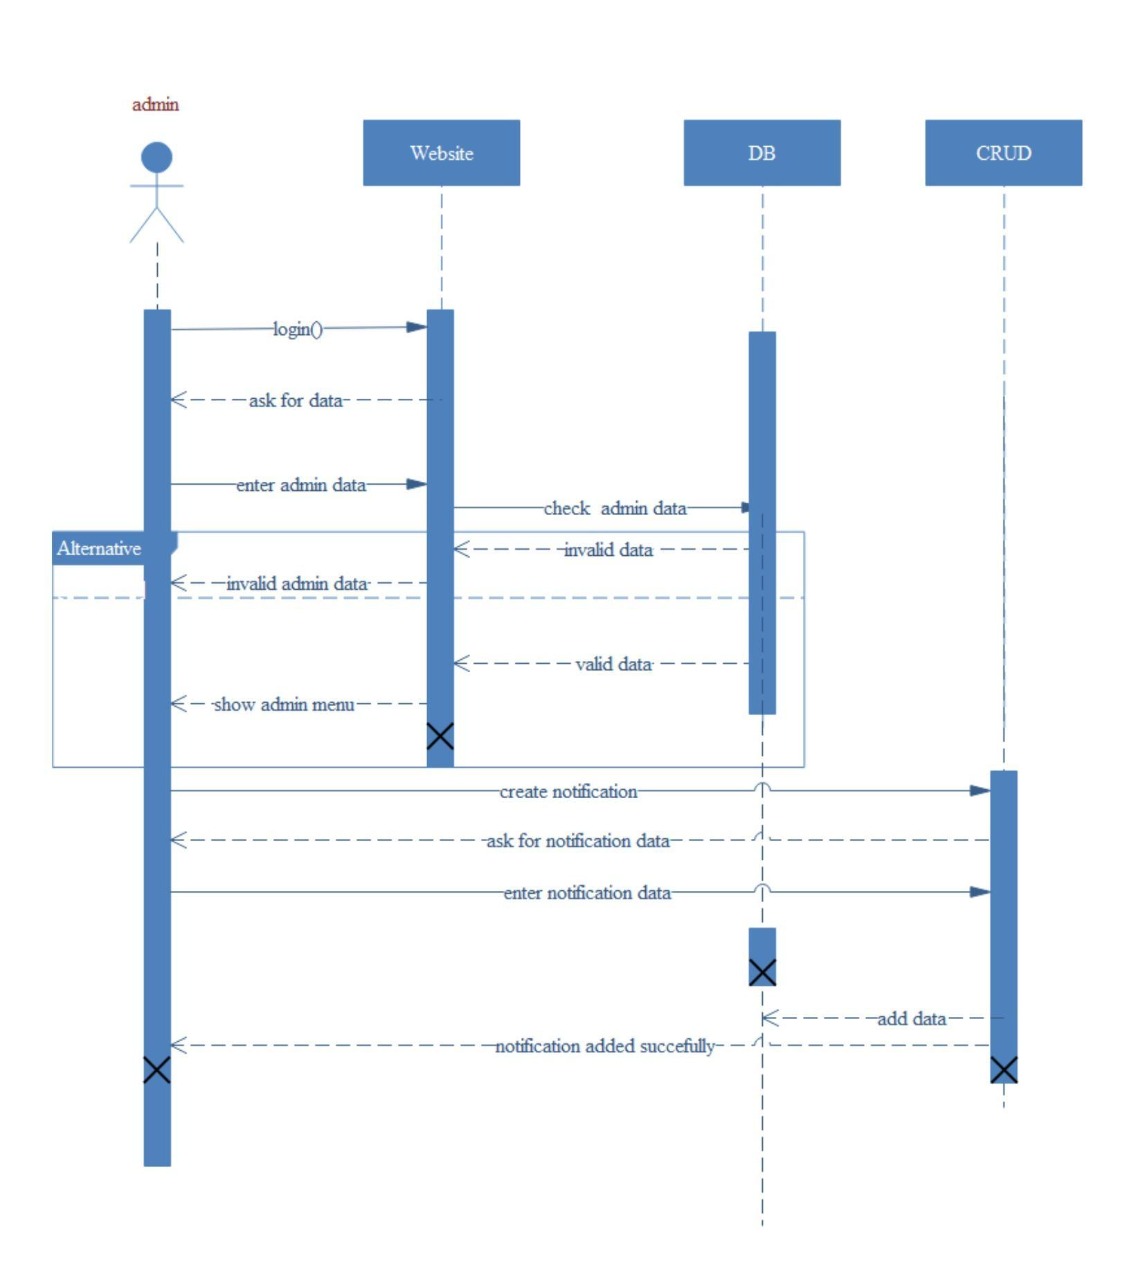 admin
Website
DB
CRUD
login()
ask for data
enter admin data
check  admin data
Alternative
invalid data
invalid admin data
valid data
show admin menu
create notification
ask for notification data
enter notification data
add data
notification added succefully